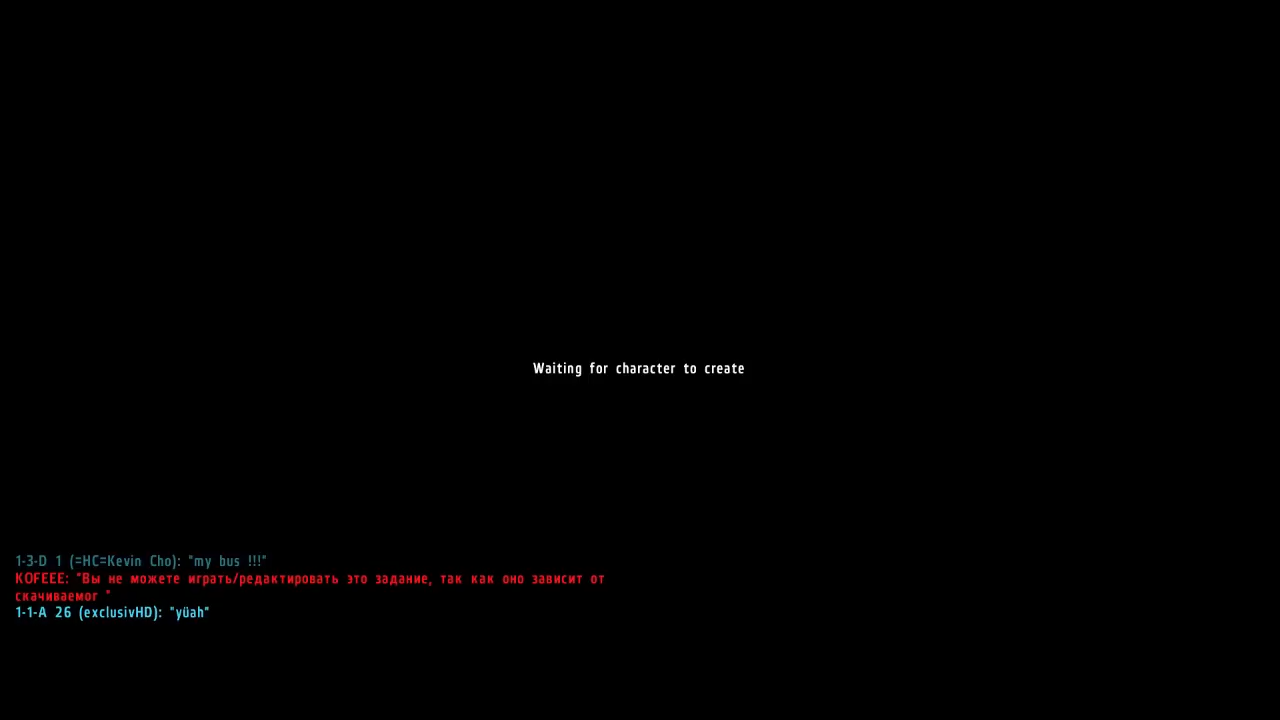 Waiting for character to create
1-3-D 1 (=HC=Kevin Cho): "my bus !!!"
KOFEEE: "Вы не можете играть/редактировать это задание, так как оно зависит от
скачиваемог "
1-1-A 26 (exclusivHD): "yüah"